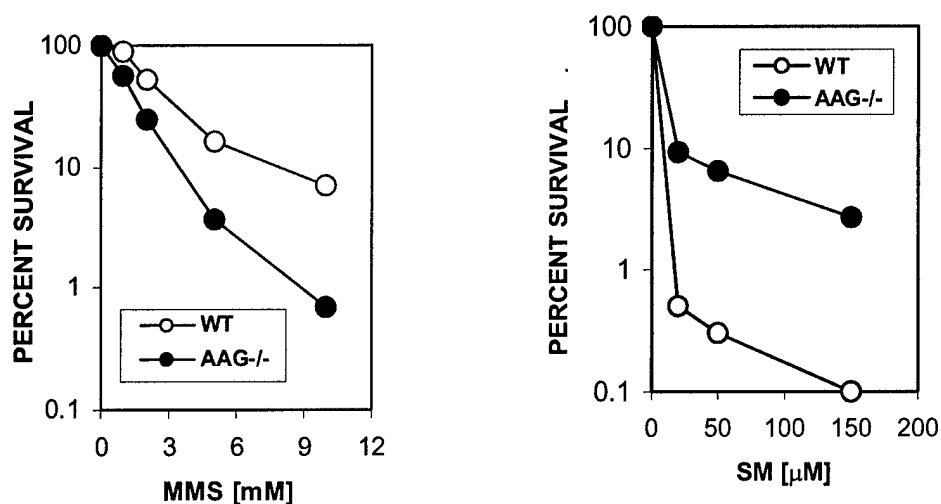 100
10
1
0.1
PERCENT SURVIVAL
WT
AAG-/-
0 3 6 9 12
MMS [mM]
100
10
1
0.1
PERCENT SURVIVAL
WT
AAG-/-
0 50 100 150 200
SM [μM]